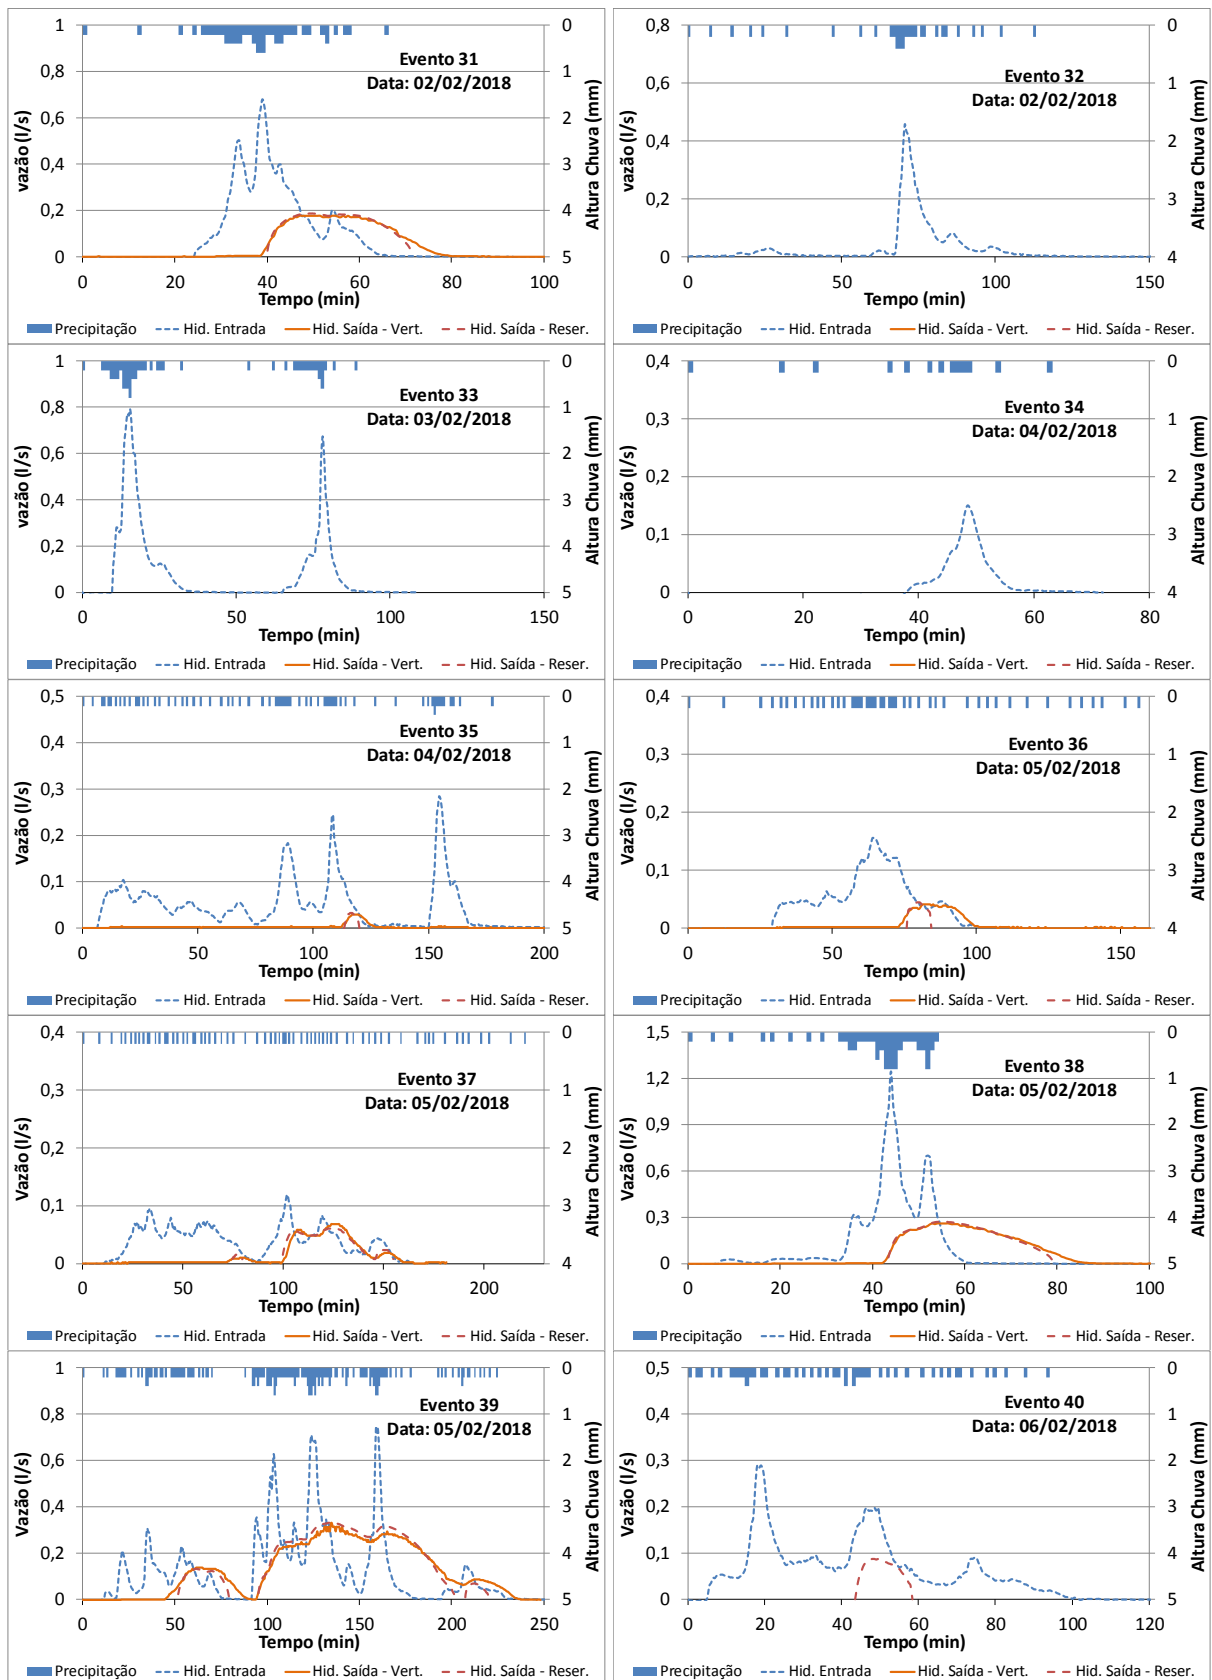 Evento 31
Data: 02/02/2018
vazão (l/s)
Altura Chuva (mm)
1
0,8
0,6
0,4
0,2
0
0
1
2
3
4
5
0 20 40 60 80 100
Tempo (min)
Precipitação Hid. Entrada Hid. Saída - Vert. Hid. Saída - Reser.
Evento 32
Data: 02/02/2018
vazão (l/s)
Altura Chuva (mm)
0,8
0,6
0,4
0,2
0
0
1
2
3
4
0 50 100 150
Tempo (min)
Precipitação Hid. Entrada Hid. Saída - Vert. Hid. Saída - Reser.
Evento 33
Data: 03/02/2018
vazão (l/s)
Altura Chuva (mm)
1
0,8
0,6
0,4
0,2
0
0
1
2
3
4
5
0 50 100 150
Tempo (min)
Precipitação Hid. Entrada Hid. Saída - Vert. Hid. Saída - Reser.
Evento 34
Data: 04/02/2018
Vazão (l/s)
Altura Chuva (mm)
0,4
0,3
0,2
0,1
0
0
1
2
3
4
0 20 40 60 80
Tempo (min)
Precipitação Hid. Entrada Hid. Saída - Vert. Hid. Saída - Reser.
Evento 35
Data: 04/02/2018
Vazão (l/s)
Altura Chuva (mm)
0,5
0,4
0,3
0,2
0,1
0
0
1
2
3
4
5
0 50 100 150 200
Tempo (min)
Precipitação Hid. Entrada Hid. Saída - Vert. Hid. Saída - Reser.
Evento 36
Data: 05/02/2018
Vazão (l/s)
Altura Chuva (mm)
0,4
0,3
0,2
0,1
0
0
1
2
3
4
0 50 100 150
Tempo (min)
Precipitação Hid. Entrada Hid. Saída - Vert. Hid. Saída - Reser.
Evento 37
Data: 05/02/2018
Vazão (l/s)
Altura Chuva (mm)
0,4
0,3
0,2
0,1
0
0
1
2
3
4
0 50 100 150 200
Tempo (min)
Precipitação Hid. Entrada Hid. Saída - Vert. Hid. Saída - Reser.
Evento 38
Data: 05/02/2018
Vazão (l/s)
Altura Chuva (mm)
1,5
1,2
0,9
0,6
0,3
0
0
1
2
3
4
5
0 20 40 60 80 100
Tempo (min)
Precipitação Hid. Entrada Hid. Saída - Vert. Hid. Saída - Reser.
Evento 39
Data: 05/02/2018
Vazão (l/s)
Altura Chuva (mm)
1
0,8
0,6
0,4
0,2
0
0
1
2
3
4
5
0 50 100 150 200 250
Tempo (min)
Precipitação Hid. Entrada Hid. Saída - Vert. Hid. Saída - Reser.
Evento 40
Data: 06/02/2018
Vazão (l/s)
Altura Chuva (mm)
0,5
0,4
0,3
0,2
0,1
0
0
1
2
3
4
5
0 20 40 60 80 100 120
Tempo (min)
Precipitação Hid. Entrada Hid. Saída - Vert. Hid. Saída - Reser.